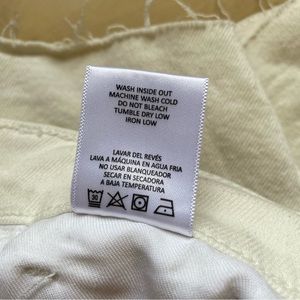 WASH INSIDE OUT
MACHINE WASH COLD
DO NOT BLEACH
TUMBLE DRY LOW
IRON LOW
LAVAR DEL REVÉS
LAVA A MÁQUINA EN AGUA FRIA
NO USAR BLANQUEADOR
SECAR EN SECADORA
A BAJA TEMPERATURA
30